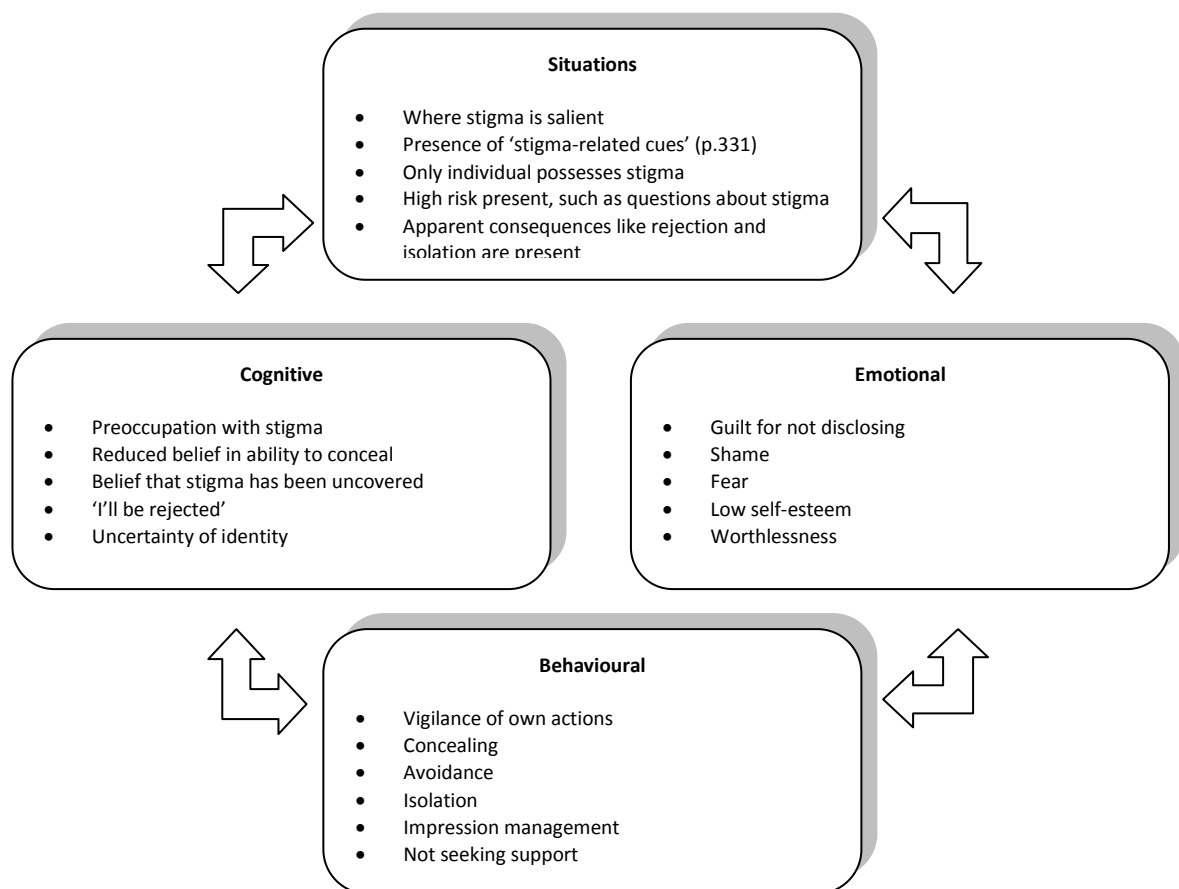 Situations
• Where stigma is salient
• Presence of ‘stigma-related cues’ (p.331)
• Only individual possesses stigma
• High risk present, such as questions about stigma
• Apparent consequences like rejection and
isolation are present
Cognitive
• Preoccupation with stigma
• Reduced belief in ability to conceal
• Belief that stigma has been uncovered
• ‘I’ll be rejected’
• Uncertainty of identity
Emotional
• Guilt for not disclosing
• Shame
• Fear
• Low self-esteem
• Worthlessness
Behavioural
• Vigilance of own actions
• Concealing
• Avoidance
• Isolation
• Impression management
• Not seeking support